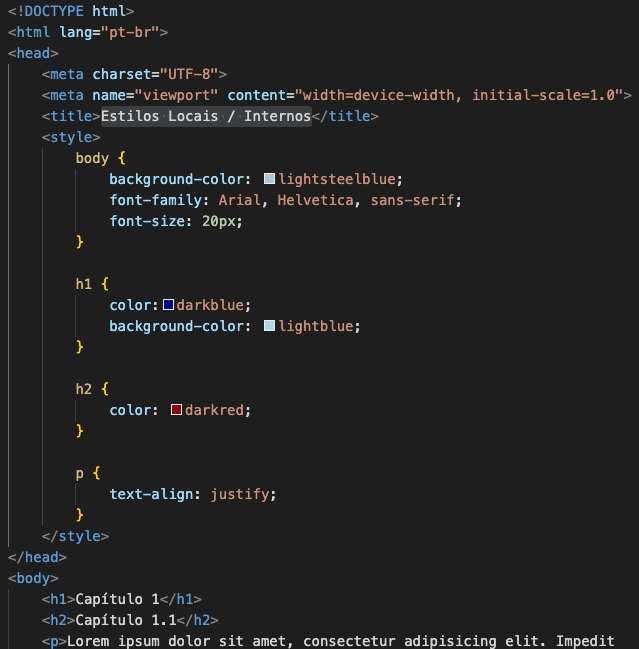 <!DOCTYPE html>
<html lang="pt-br">
<head>
    <meta charset="UTF-8">
    <meta name="viewport" content="width=device-width, initial-scale=1.0">
    <title>Estilos Locais / Internos</title>
    <style>
        body {
            background-color: lightsteelblue;
            font-family: Arial, Helvetica, sans-serif;
            font-size: 20px;
        }
        h1 {
            color: darkblue;
            background-color: lightblue;
        }
        h2 {
            color: darkred;
        }
        p {
            text-align: justify;
        }
    </style>
</head>
<body>
    <h1>Capítulo 1</h1>
    <h2>Capítulo 1.1</h2>
    <p>Lorem ipsum dolor sit amet, consectetur adipisicing elit. Impedit